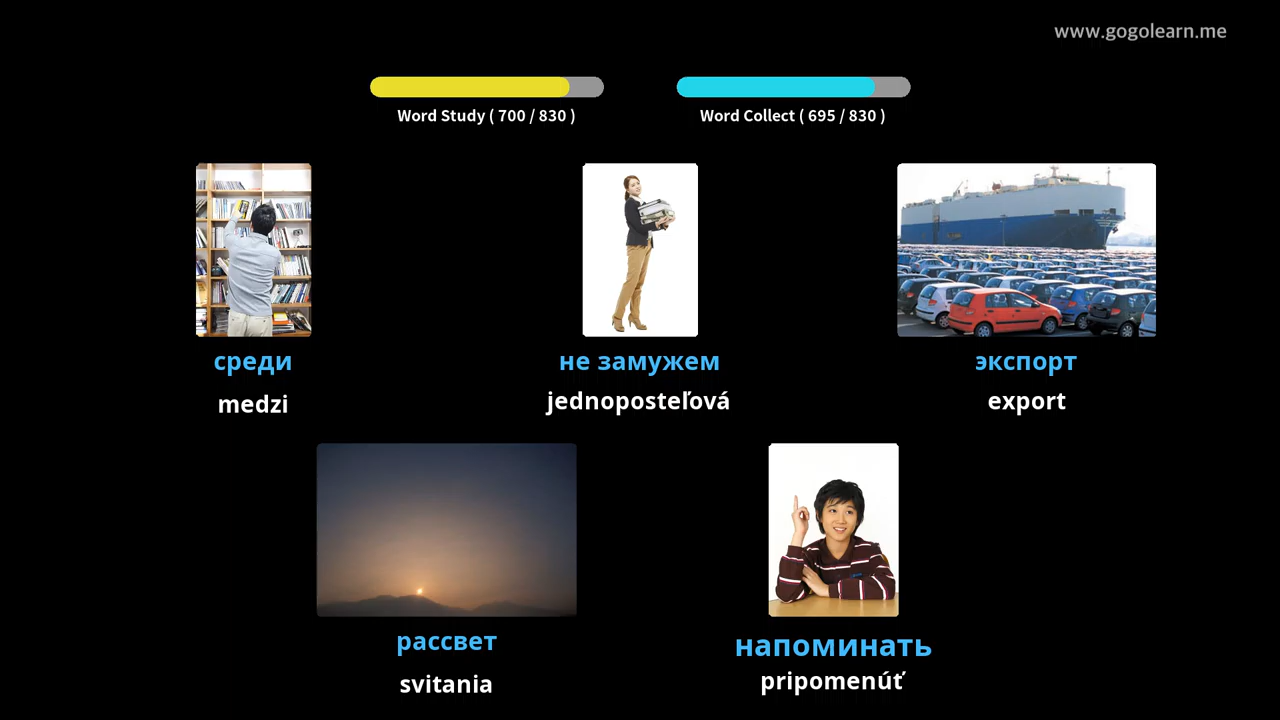 www.gogolearn.me
Word Study ( 700 / 830 )
Word Collect ( 695 / 830 )
среди
medzi
не замужем
jednoposteľová
экспорт
export
рассвет
svitania
напоминать
pripomenúť